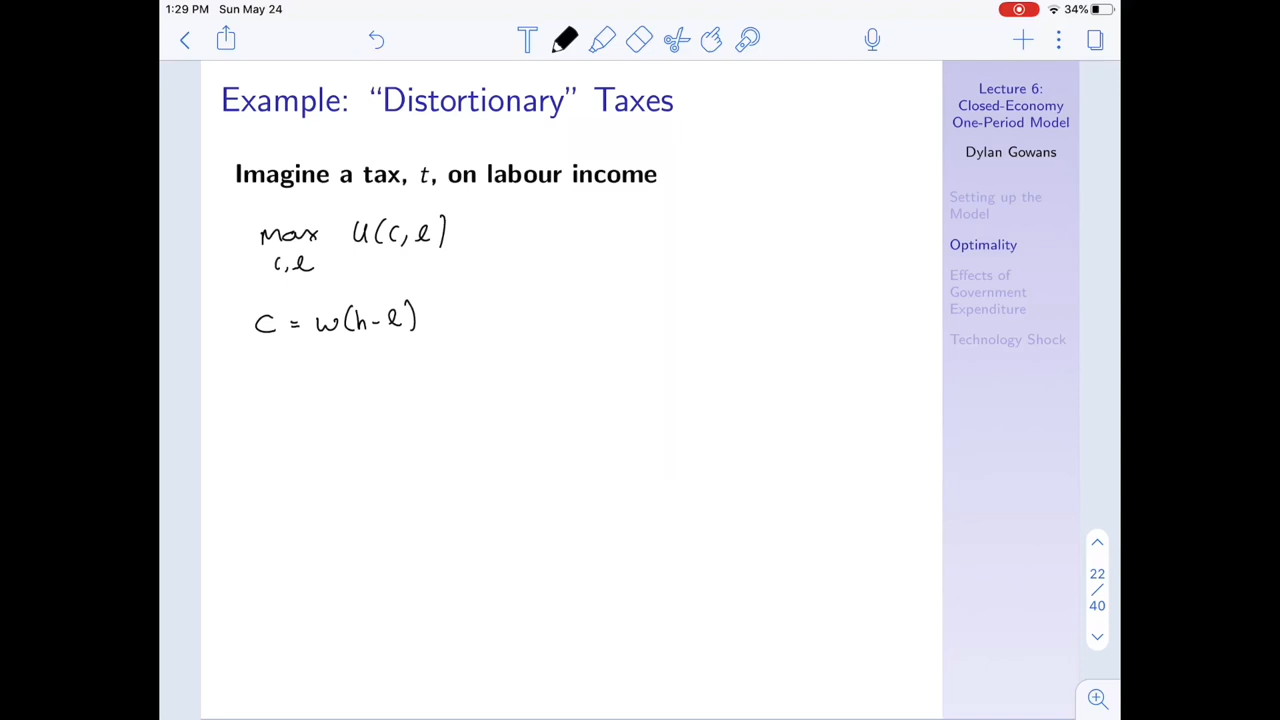 1:29 PM Sun May 24
34%
Example: “Distortionary” Taxes
Imagine a tax, t, on labour income
max U(c, l)
c, l
C = w(h - l)
Lecture 6:
Closed-Economy
One-Period Model
Dylan Gowans
Setting up the
Model
Optimality
Effects of
Government
Expenditure
Technology Shock
22
/
40